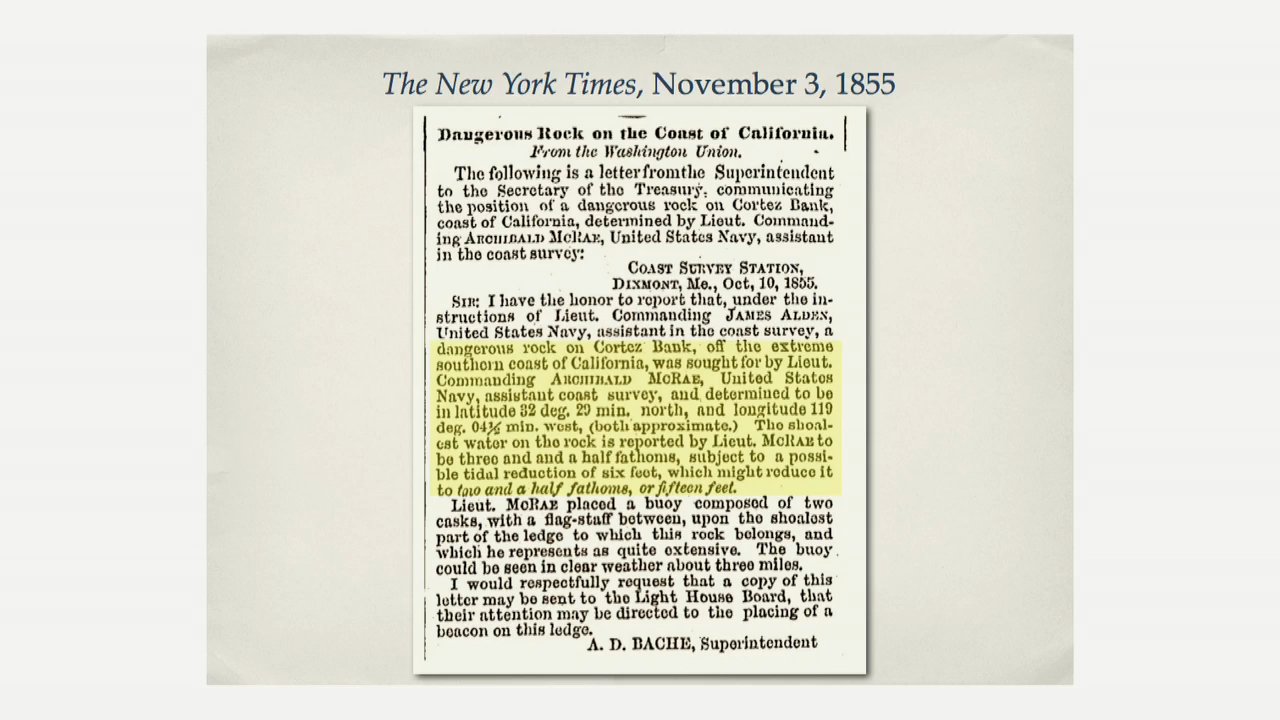 The New York Times, November 3, 1855
Dangerous Rock on the Coast of California.
From the Washington Union.
The following is a letter from the Superintendent
to the Secretary of the Treasury, communicating
the position of a dangerous rock on Cortez Bank,
coast of California, determined by Lieut. Command-
ing ARCHIBALD MCRAE, United States Navy, assistant
in the coast survey:
COAST SURVEY STATION,
DIXMONT, Me., Oct, 10, 1855.
SIR: I have the honor to report that, under the in-
structions of Lieut. Commanding JAMES ALDEN,
United States Navy, assistant in the coast survey, a
dangerous rock on Cortez Bank, off the extreme
southern coast of California, was sought for by Lieut.
Commanding ARCHIBALD MCRAE, United States
Navy, assistant coast survey, and determined to be
in latitude 32 deg. 29 min. north, and longitude 119
deg. 04¾ min. west, (both approximate.) The shoal-
est water on the rock is reported by Lieut. MCRAE to
be three and and a half fathoms, subject to a possi-
ble tidal reduction of six feet, which might reduce it
to two and a half fathoms, or fifteen feet.
Lieut. MCRAE placed a buoy composed of two
casks, with a flag-staff between, upon the shoalest
part of the ledge to which this rock belongs, and
which he represents as quite extensive. The buoy
could be seen in clear weather about three miles.
I would respectfully request that a copy of this
letter may be sent to the Light House Board, that
their attention may be directed to the placing of a
beacon on this ledge.
A. D. BACHE, Superintendent